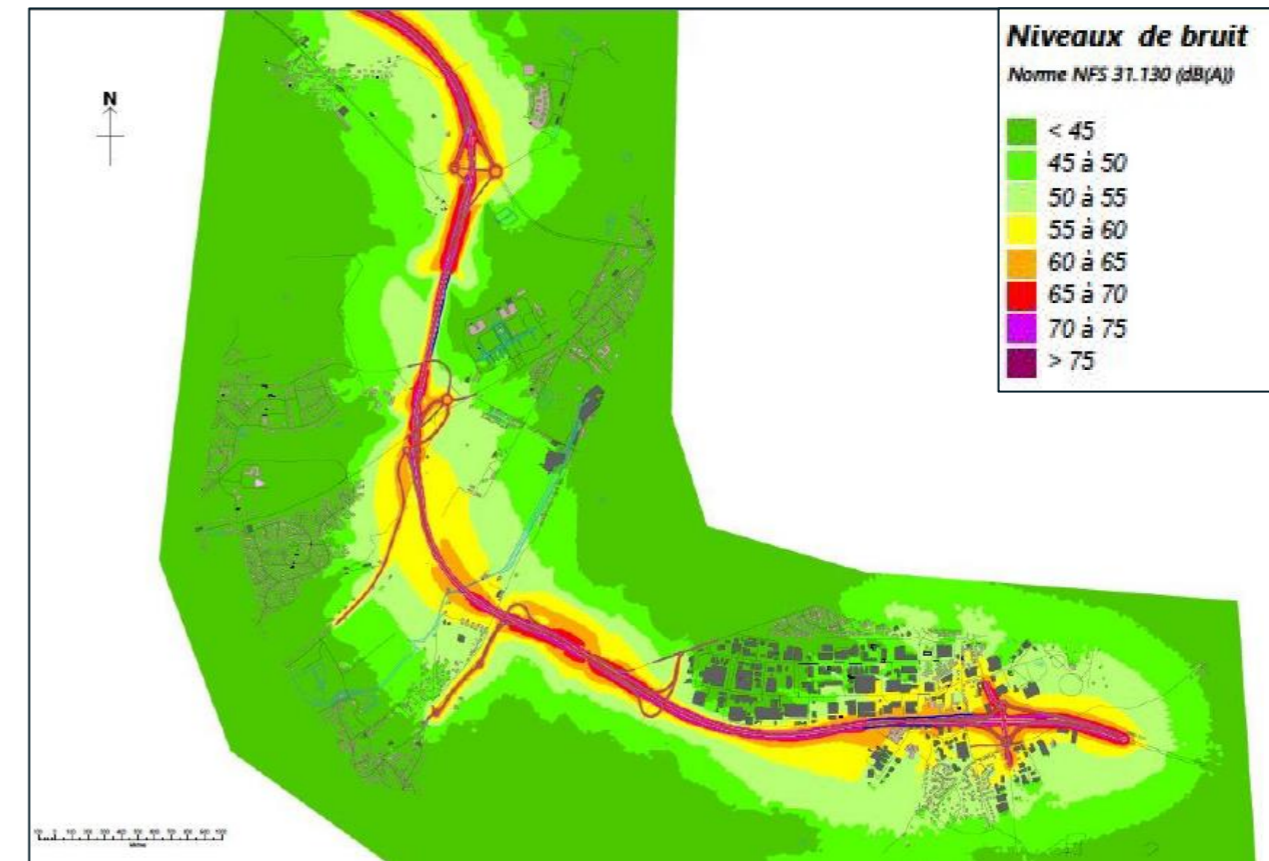 Niveaux de bruit
Norme NFS 31.130 (dB(A))
N
< 45
45 à 50
50 à 55
55 à 60
60 à 65
65 à 70
70 à 75
> 75